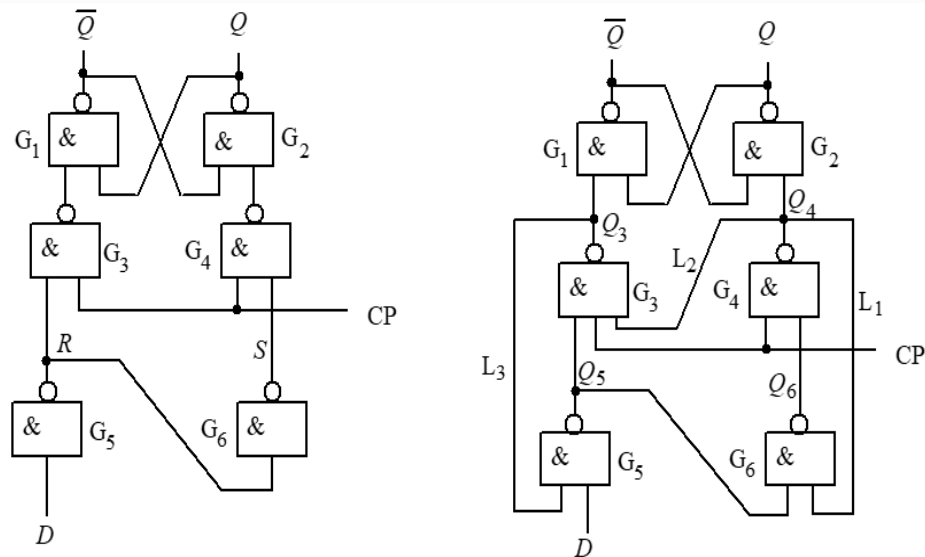 Q̅ Q
G₁ & & G₂
& G₃ G₄ &
CP
R S
& G₅ G₆ &
D
Q̅ Q
G₁ & & G₂
Q₃ Q₄
L₂
& G₃ G₄ & L₁
CP
L₃ Q₅ Q₆
& G₅ G₆ &
D